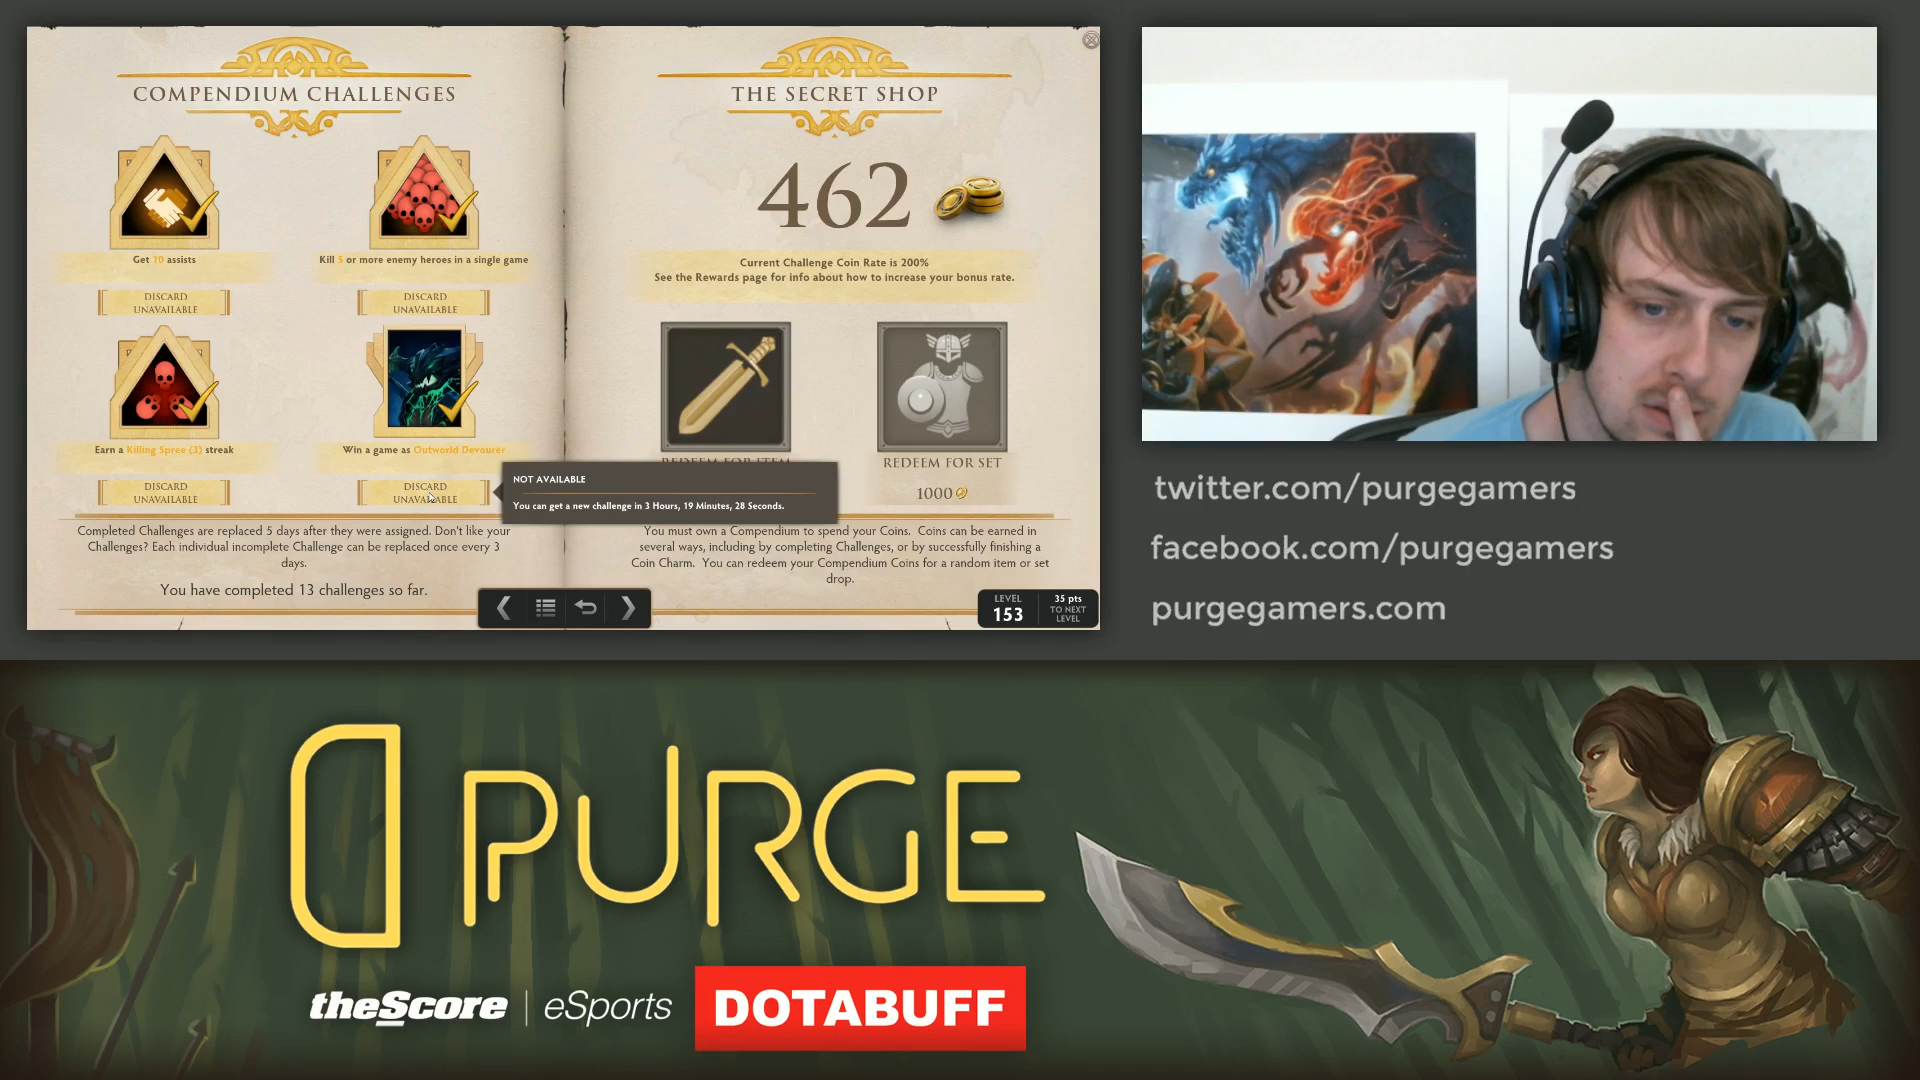 COMPENDIUM CHALLENGES
Get 10 assists
Kill 5 or more enemy heroes in a single game
DISCARD
UNAVAILABLE
DISCARD
UNAVAILABLE
Earn a Killing Spree (3) streak
Win a game as Outworld Devourer
DISCARD
UNAVAILABLE
DISCARD
UNAVAILABLE
NOT AVAILABLE
You can get a new challenge in 3 Hours, 19 Minutes, 28 Seconds.
Completed Challenges are replaced 5 days after they were assigned. Don't like your
Challenges? Each individual incomplete Challenge can be replaced once every 3
days.
You have completed 13 challenges so far.
THE SECRET SHOP
462
Current Challenge Coin Rate is 200%
See the Rewards page for info about how to increase your bonus rate.
REDEEM FOR ITEM
REDEEM FOR SET
1000
You must own a Compendium to spend your Coins. Coins can be earned in
several ways, including by completing Challenges, or by successfully finishing a
Coin Charm. You can redeem your Compendium Coins for a random item or set
drop.
LEVEL
153
35 pts
TO NEXT
LEVEL
twitter.com/purgegamers
facebook.com/purgegamers
purgegamers.com
PURGE
theScore eSports
DOTABUFF